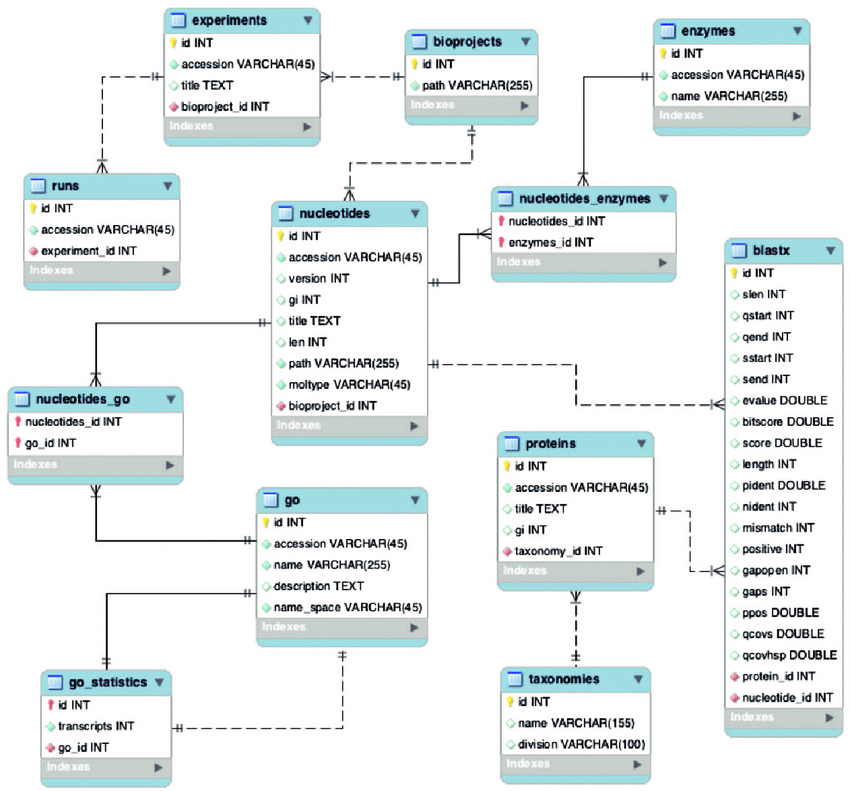 experiments
id INT
accession VARCHAR(45)
title TEXT
bioproject_id INT
Indexes
bioprojects
id INT
path VARCHAR(255)
Indexes
enzymes
id INT
accession VARCHAR(45)
name VARCHAR(255)
Indexes
runs
id INT
accession VARCHAR(45)
experiment_id INT
Indexes
nucleotides
id INT
accession VARCHAR(45)
version INT
gi INT
title TEXT
len INT
path VARCHAR(255)
moltype VARCHAR(45)
bioproject_id INT
Indexes
nucleotides_enzymes
nucleotides_id INT
enzymes_id INT
Indexes
blastx
id INT
slen INT
qstart INT
qend INT
sstart INT
send INT
evalue DOUBLE
bitscore DOUBLE
score DOUBLE
length INT
pident DOUBLE
nident INT
mismatch INT
positive INT
gapopen INT
gaps INT
ppos DOUBLE
qcovs DOUBLE
qcovhsp DOUBLE
protein_id INT
nucleotide_id INT
Indexes
nucleotides_go
nucleotides_id INT
go_id INT
Indexes
proteins
id INT
accession VARCHAR(45)
title TEXT
gi INT
taxonomy_id INT
Indexes
go
id INT
accession VARCHAR(45)
name VARCHAR(255)
description TEXT
name_space VARCHAR(45)
Indexes
go_statistics
id INT
transcripts INT
go_id INT
Indexes
taxonomies
id INT
name VARCHAR(155)
division VARCHAR(100)
Indexes